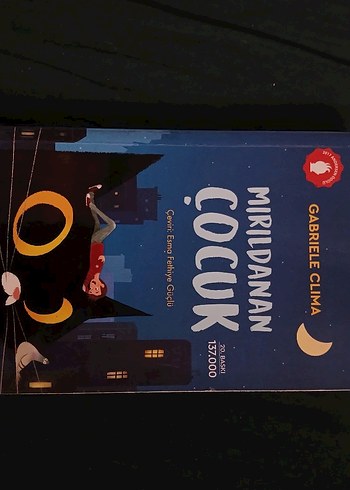 GABRIELE CLIMA
MIRILDANAN
ÇOCUK
20. BASKI
137.000
Çeviri: Esma Fethiye Güçlü